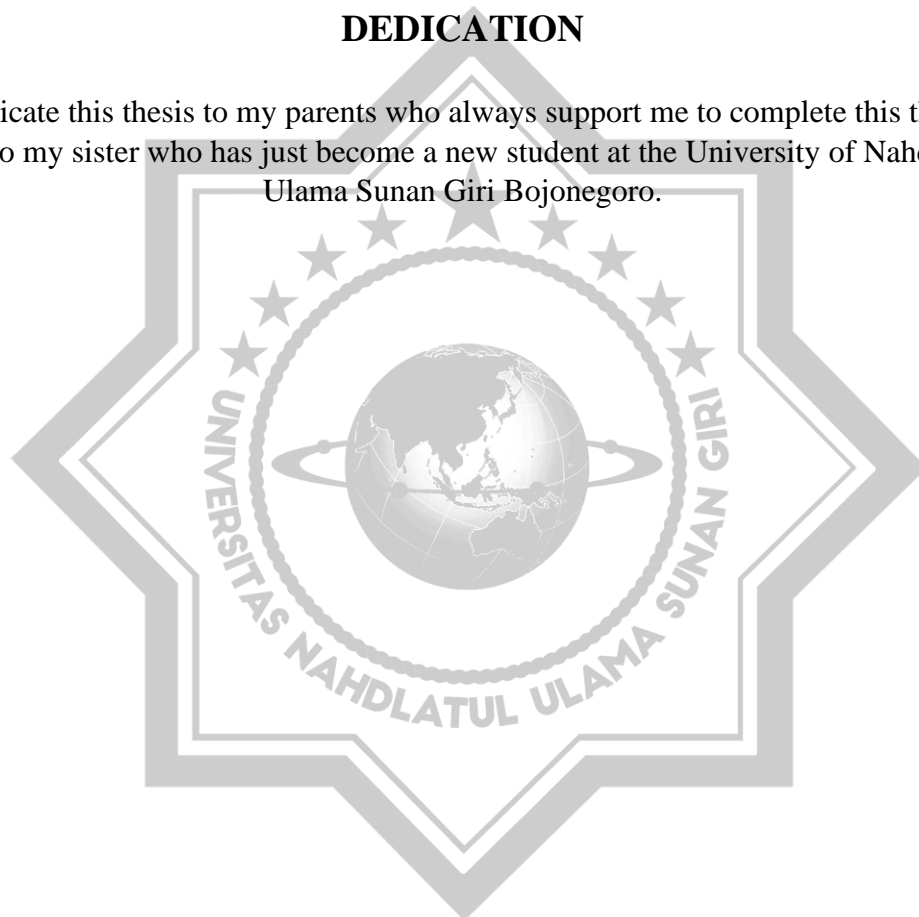 DEDICATION
icate this thesis to my parents who always support me to complete this t
o my sister who has just become a new student at the University of Nah
Ulama Sunan Giri Bojonegoro.
UNIVERSITAS NAHDLATUL ULAMA SUNAN GIRI